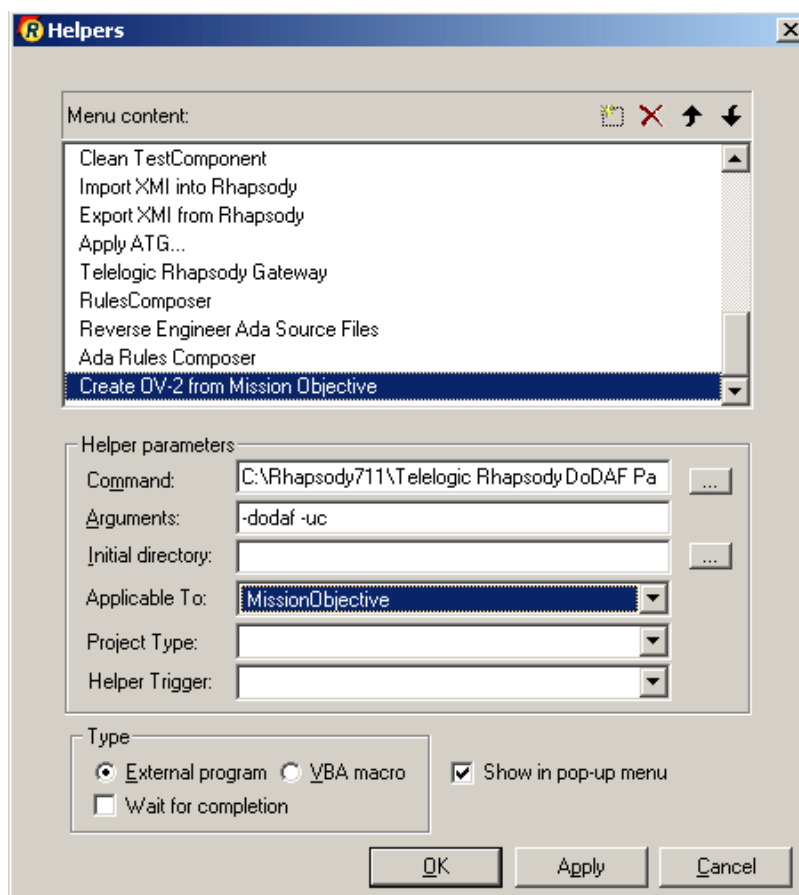 R Helpers
Menu content:
Clean TestComponent
Import XMI into Rhapsody
Export XMI from Rhapsody
Apply ATG...
Telelogic Rhapsody Gateway
RulesComposer
Reverse Engineer Ada Source Files
Ada Rules Composer
Create OV-2 from Mission Objective
Helper parameters
Command: C:\Rhapsody711\Telelogic Rhapsody DoDAF Pa ...
Arguments: -dodaf -uc
Initial directory: ...
Applicable To: MissionObjective
Project Type:
Helper Trigger:
Type
External program VBA macro Show in pop-up menu
Wait for completion
OK Apply Cancel